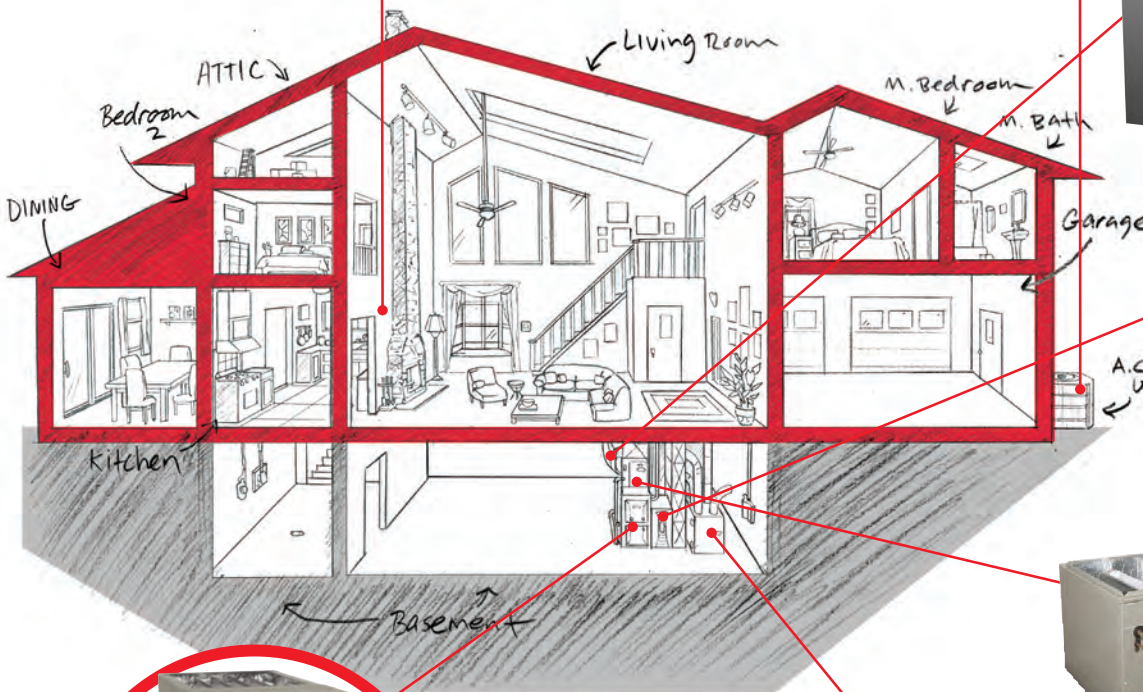 Living Room
ATTIC
M. Bedroom
Bedroom
2
M. Bath
DINING
Garage
A.C
Kitchen
Basement